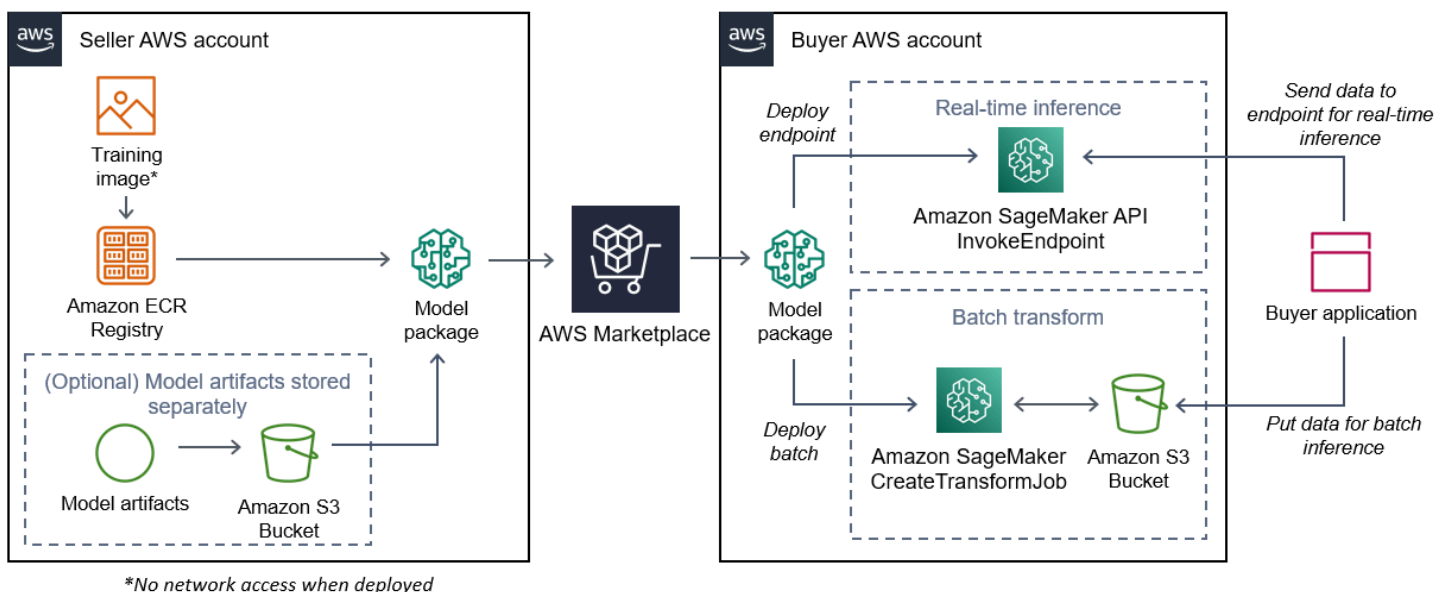 aws
Seller AWS account
Training
image*
Amazon ECR
Registry
(Optional) Model artifacts stored
separately
Model artifacts
Amazon S3
Bucket
Model
package
*No network access when deployed
AWS Marketplace
aws
Buyer AWS account
Deploy
endpoint
Model
package
Deploy
batch
Real-time inference
Amazon SageMaker API
InvokeEndpoint
Batch transform
Amazon SageMaker
CreateTransformJob
Amazon S3
Bucket
Send data to
endpoint for real-time
inference
Buyer application
Put data for batch
inference